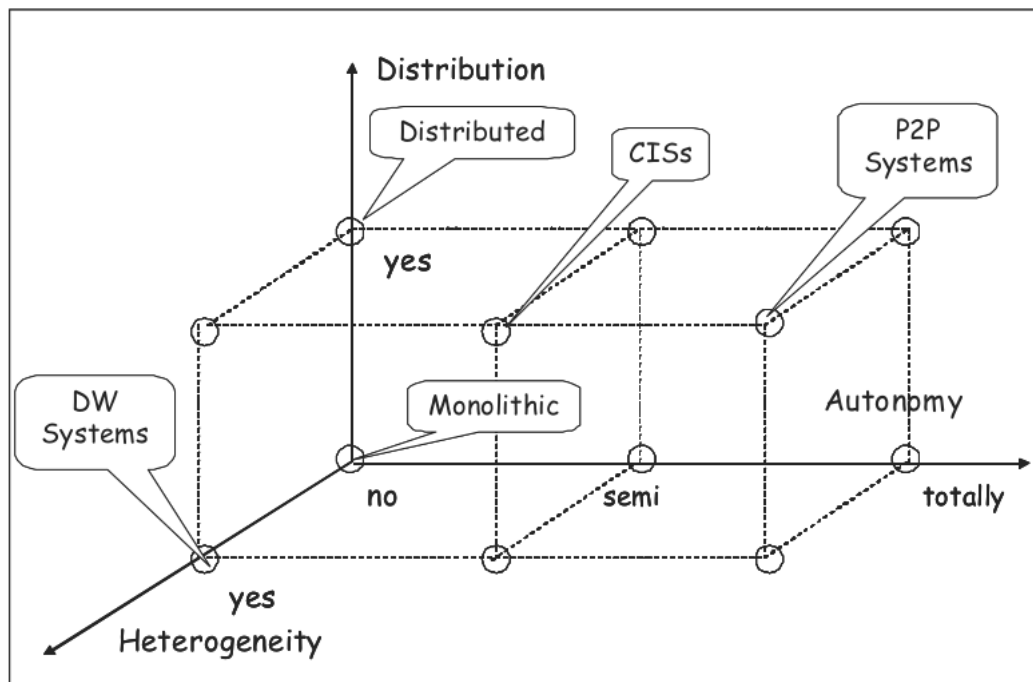 Distribution
Distributed
CISs
P2P
Systems
yes
DW
Systems
Monolithic
Autonomy
no
semi
totally
yes
Heterogeneity